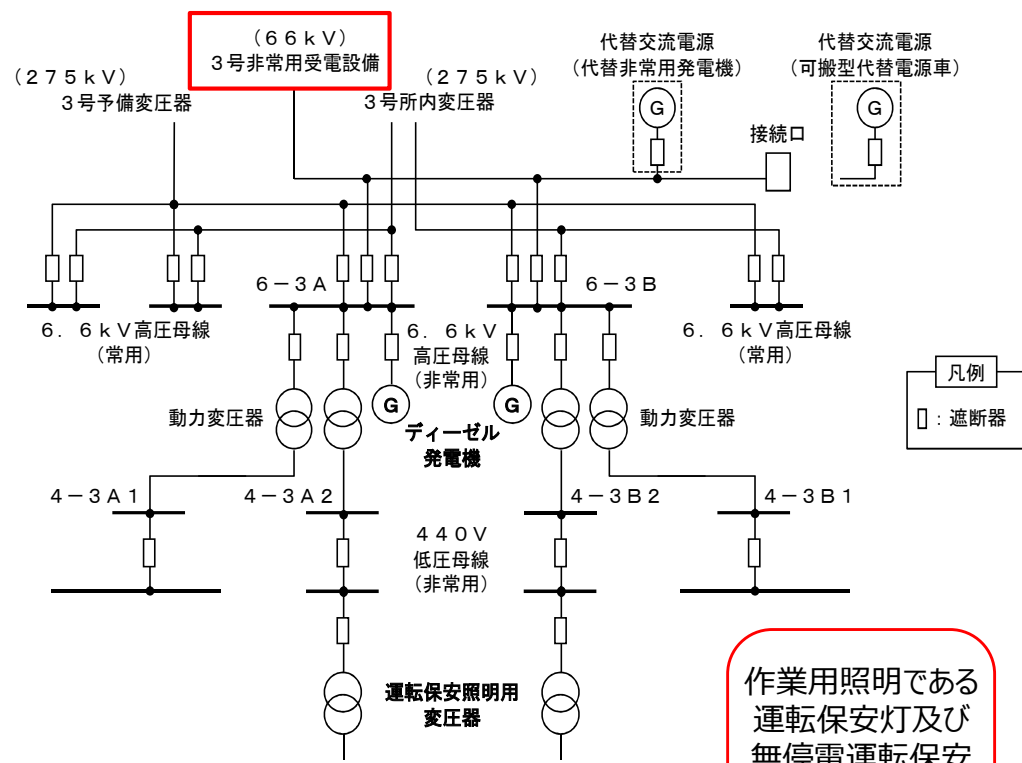 (66kV)
3号非常用受電設備
(275kV)
3号予備変圧器
(275kV)
3号所内変圧器
代替交流電源
(代替非常用発電機)
G
代替交流電源
(可搬型代替電源車)
G
接続口
6-3A
6-3B
6.6kV高圧母線
(常用)
6.6kV
高圧母線
(非常用)
6.6kV高圧母線
(常用)
凡例
:遮断器
動力変圧器
G
G
動力変圧器
ディーゼル
発電機
4-3A1
4-3A2
4-3B2
4-3B1
440V
低圧母線
(非常用)
運転保安照明用
変圧器
作業用照明である
運転保安灯及び
無停電運転保安